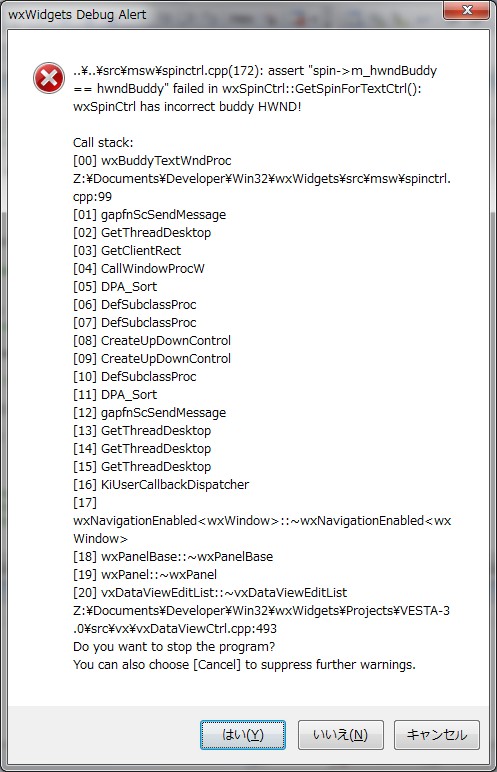 wxWidgets Debug Alert
..¥..¥src¥msw¥spinctrl.cpp(172): assert "spin->m_hwndBuddy
== hwndBuddy" failed in wxSpinCtrl::GetSpinForTextCtrl():
wxSpinCtrl has incorrect buddy HWND!
Call stack:
[00] wxBuddyTextWndProc
Z:¥Documents¥Developer¥Win32¥wxWidgets¥src¥msw¥spinctrl.
cpp:99
[01] gapfnScSendMessage
[02] GetThreadDesktop
[03] GetClientRect
[04] CallWindowProcW
[05] DPA_Sort
[06] DefSubclassProc
[07] DefSubclassProc
[08] CreateUpDownControl
[09] CreateUpDownControl
[10] DefSubclassProc
[11] DPA_Sort
[12] gapfnScSendMessage
[13] GetThreadDesktop
[14] GetThreadDesktop
[15] GetThreadDesktop
[16] KiUserCallbackDispatcher
[17]
wxNavigationEnabled<wxWindow>::~wxNavigationEnabled<wx
Window>
[18] wxPanelBase::~wxPanelBase
[19] wxPanel::~wxPanel
[20] vxDataViewEditList::~vxDataViewEditList
Z:¥Documents¥Developer¥Win32¥wxWidgets¥Projects¥VESTA-3
.0¥src¥vx¥vxDataViewCtrl.cpp:493
Do you want to stop the program?
You can also choose [Cancel] to suppress further warnings.
はい(Y)
いいえ(N)
キャンセル